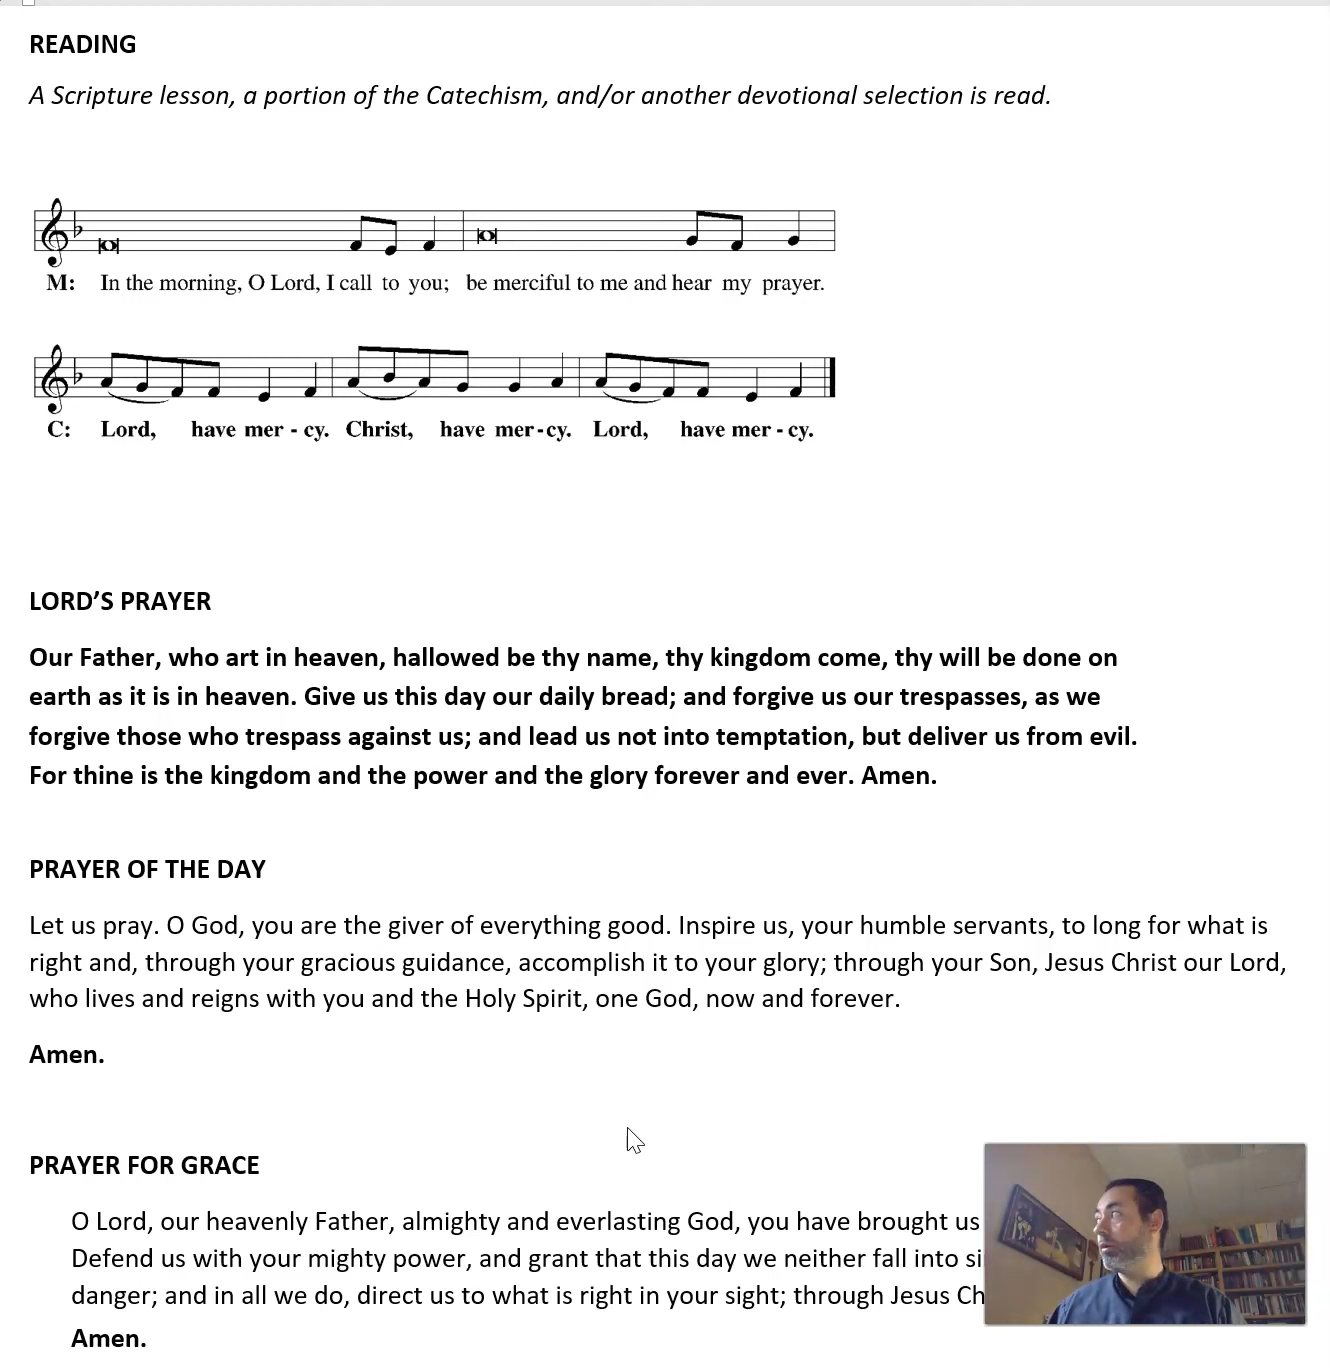 READING
A Scripture lesson, a portion of the Catechism, and/or another devotional selection is read.
M: In the morning, O Lord, I call to you; be merciful to me and hear my prayer.
C: Lord, have mer - cy. Christ, have mer - cy. Lord, have mer - cy.
LORD’S PRAYER
Our Father, who art in heaven, hallowed be thy name, thy kingdom come, thy will be done on
earth as it is in heaven. Give us this day our daily bread; and forgive us our trespasses, as we
forgive those who trespass against us; and lead us not into temptation, but deliver us from evil.
For thine is the kingdom and the power and the glory forever and ever. Amen.
PRAYER OF THE DAY
Let us pray. O God, you are the giver of everything good. Inspire us, your humble servants, to long for what is
right and, through your gracious guidance, accomplish it to your glory; through your Son, Jesus Christ our Lord,
who lives and reigns with you and the Holy Spirit, one God, now and forever.
Amen.
PRAYER FOR GRACE
O Lord, our heavenly Father, almighty and everlasting God, you have brought us
Defend us with your mighty power, and grant that this day we neither fall into si
danger; and in all we do, direct us to what is right in your sight; through Jesus Ch
Amen.